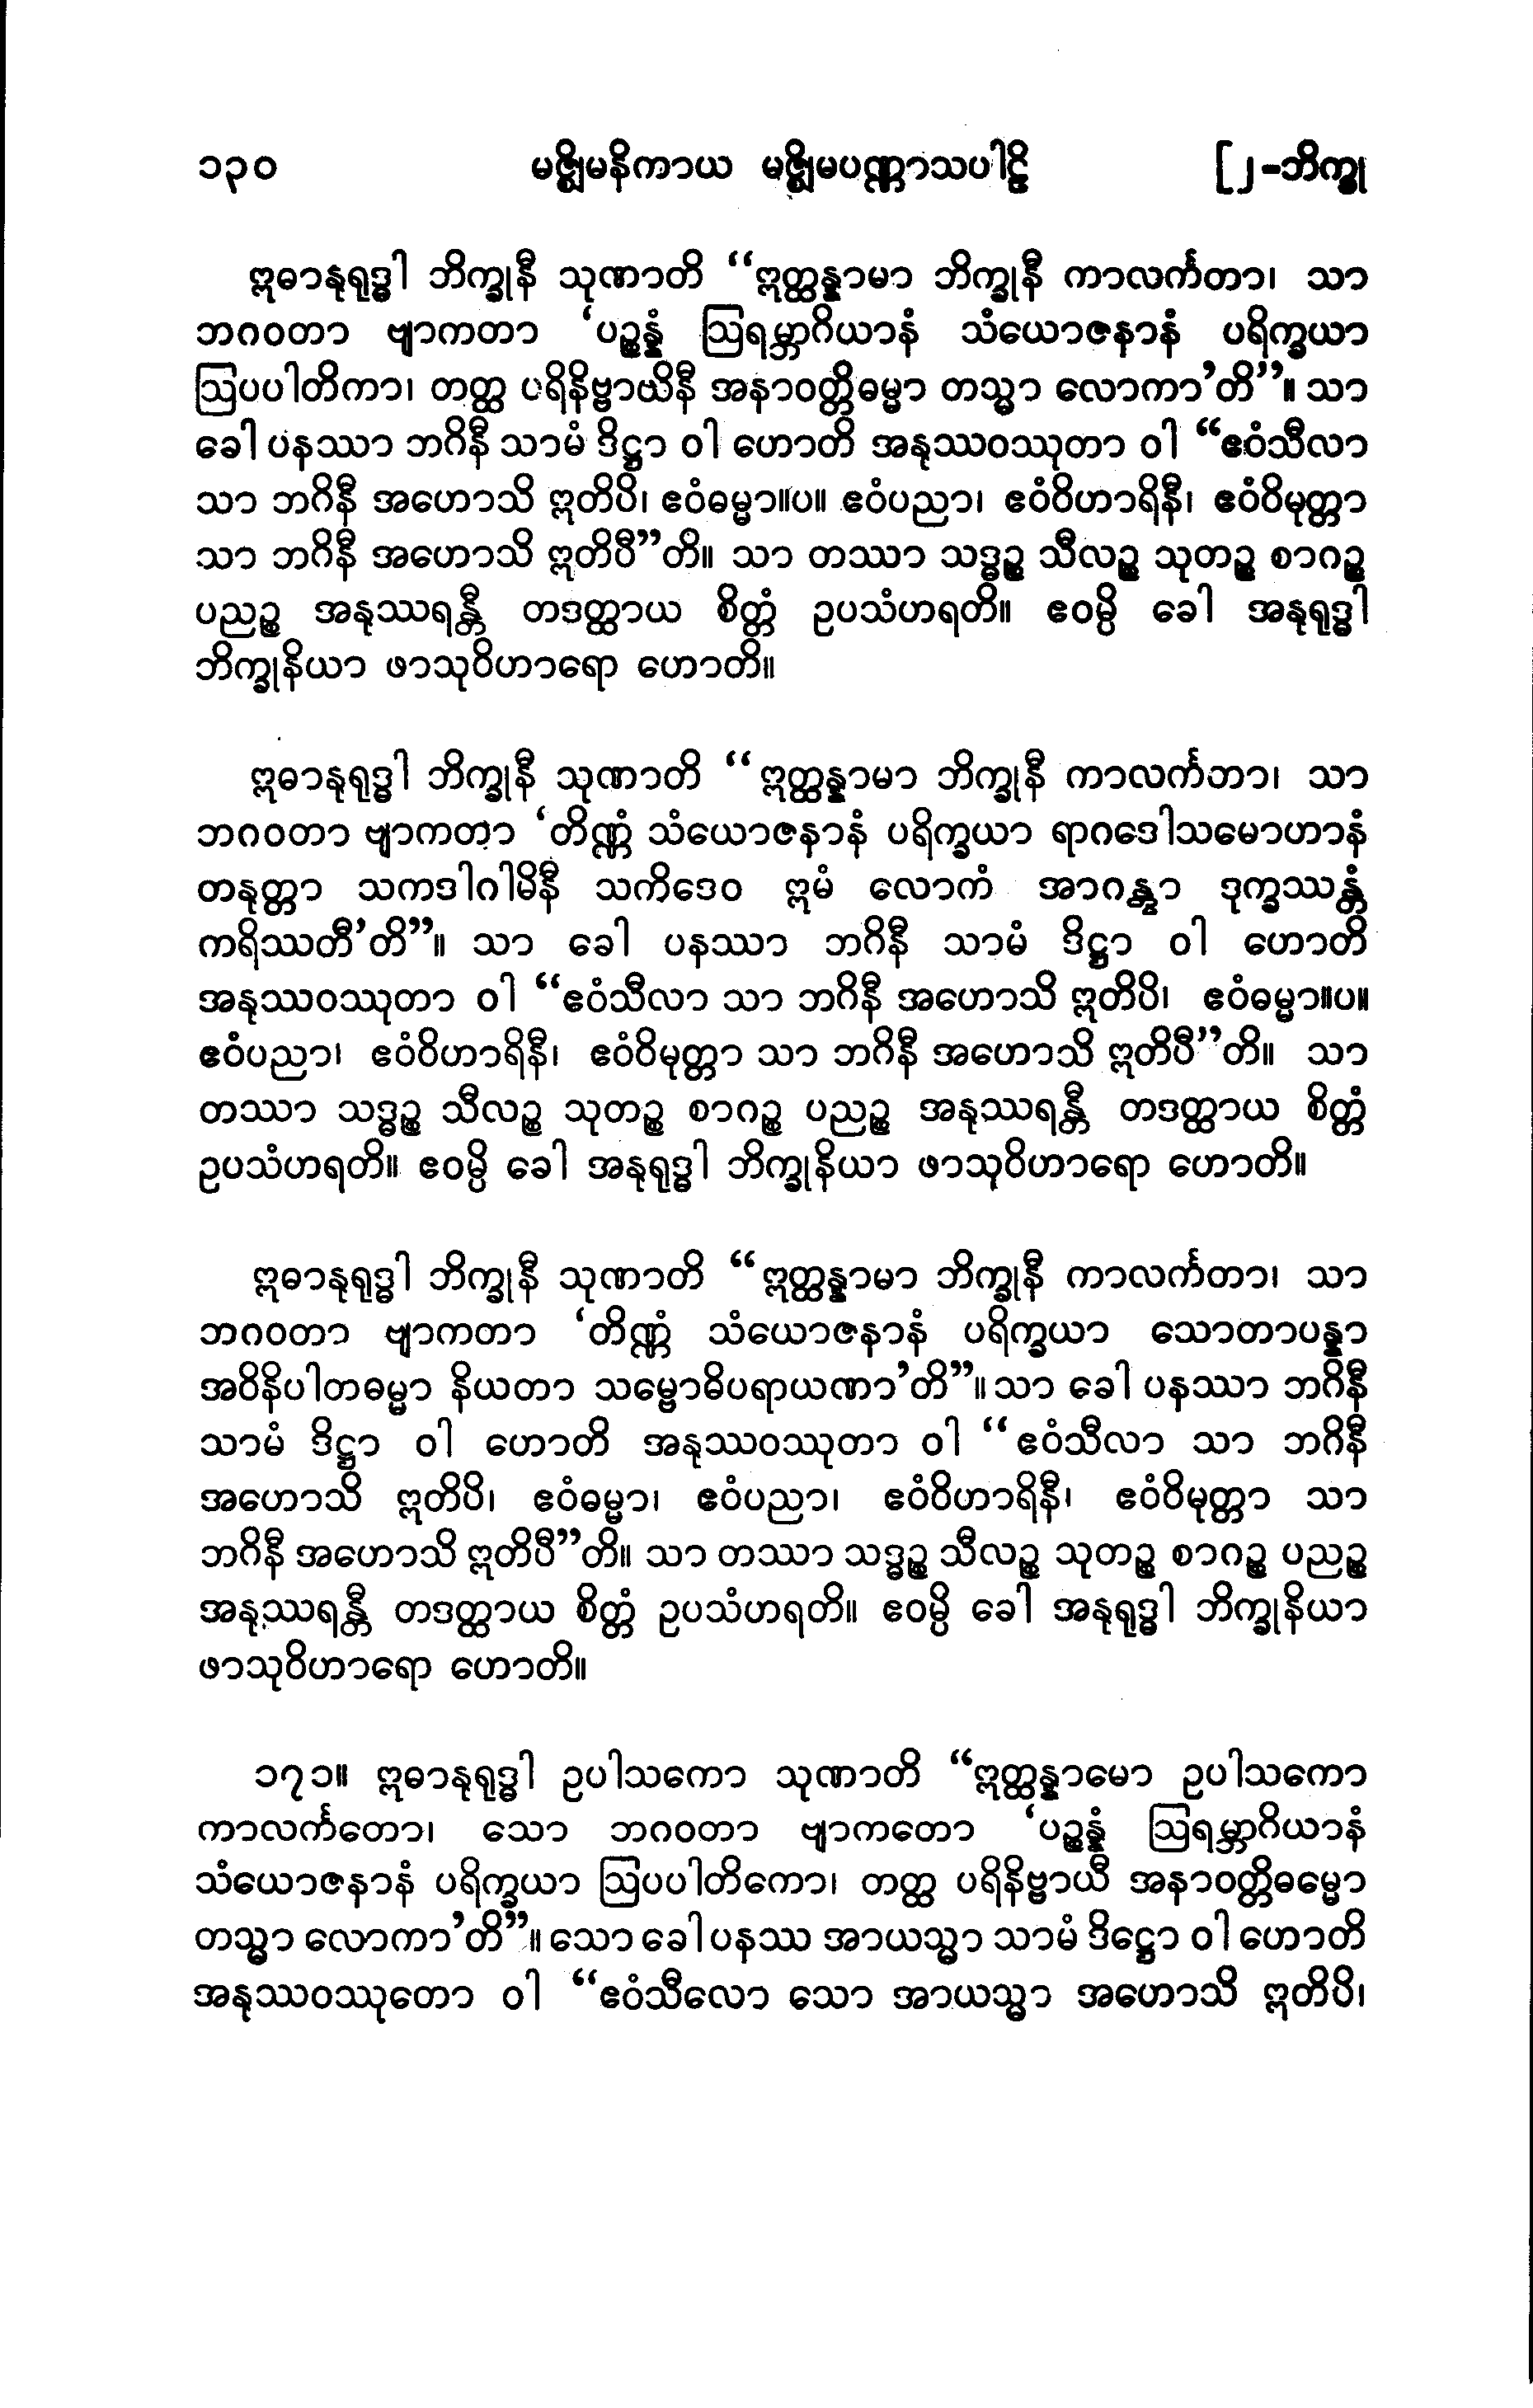 ၁၃၀ မဇ္ဈိမနိကာယ မဇ္ဈိမပဏ္ဏာသပါဠိ [၂-ဘိက္ခု
ဣဓာနုရုဒ္ဓါ ဘိက္ခုနီ သုဏာတိ “ဣတ္ထန္နာမာ ဘိက္ခုနီ ကာလင်္ကတာ၊ သာ
ဘဂဝတာ ဗျာကတာ ‘ပဉ္စန္နံ ဩရမ္ဘာဂိယာနံ သံယောဇနာနံ ပရိက္ခယာ
ဩပပါတိကာ၊ တတ္ထ ပရိနိဗ္ဗာယိနီ အနာဝတ္တိဓမ္မာ တသ္မာ လောကာ’တိ”။ သာ
ခေါ ပနဿာ ဘဂိနီ သာမံ ဒိဋ္ဌာ ဝါ ဟောတိ အနုဿဝဿုတာ ဝါ “ဧဝံသီလာ
သာ ဘဂိနီ အဟောသိ ဣတိပိ၊ ဧဝံဓမ္မာ။ပ။ ဧဝံပညာ၊ ဧဝံဝိဟာရိနီ၊ ဧဝံဝိမုတ္တာ
သာ ဘဂိနီ အဟောသိ ဣတိပီ”တိ။ သာ တဿာ သဒ္ဓဉ္စ သီလဉ္စ သုတဉ္စ စာဂဉ္စ
ပညဉ္စ အနုဿရန္တီ တဒတ္ထာယ စိတ္တံ ဥပသံဟရတိ။ ဧဝမ္ပိ ခေါ အနုရုဒ္ဓါ
ဘိက္ခုနိယာ ဖာသုဝိဟာရော ဟောတိ။
ဣဓာနုရုဒ္ဓါ ဘိက္ခုနီ သုဏာတိ “ဣတ္ထန္နာမာ ဘိက္ခုနီ ကာလင်္ကတာ၊ သာ
ဘဂဝတာ ဗျာကတာ ‘တိဏ္ဏံ သံယောဇနာနံ ပရိက္ခယာ ရာဂဒေါသမောဟာနံ
တနုတ္တာ သကဒါဂါမိနီ သကိဒေဝ ဣမံ လောကံ အာဂန္တွာ ဒုက္ခဿန္တံ
ကရိဿတီ’တိ”။ သာ ခေါ ပနဿာ ဘဂိနီ သာမံ ဒိဋ္ဌာ ဝါ ဟောတိ
အနုဿဝဿုတာ ဝါ “ဧဝံသီလာ သာ ဘဂိနီ အဟောသိ ဣတိပိ၊ ဧဝံဓမ္မာ။ပ။
ဧဝံပညာ၊ ဧဝံဝိဟာရိနီ၊ ဧဝံဝိမုတ္တာ သာ ဘဂိနီ အဟောသိ ဣတိပီ”တိ။ သာ
တဿာ သဒ္ဓဉ္စ သီလဉ္စ သုတဉ္စ စာဂဉ္စ ပညဉ္စ အနုဿရန္တီ တဒတ္ထာယ စိတ္တံ
ဥပသံဟရတိ။ ဧဝမ္ပိ ခေါ အနုရုဒ္ဓါ ဘိက္ခုနိယာ ဖာသုဝိဟာရော ဟောတိ။
ဣဓာနုရုဒ္ဓါ ဘိက္ခုနီ သုဏာတိ “ဣတ္ထန္နာမာ ဘိက္ခုနီ ကာလင်္ကတာ၊ သာ
ဘဂဝတာ ဗျာကတာ ‘တိဏ္ဏံ သံယောဇနာနံ ပရိက္ခယာ သောတာပန္နာ
အဝိနိပါတဓမ္မာ နိယတာ သမ္ဗောဓိပရာယဏာ’တိ”။ သာ ခေါ ပနဿာ ဘဂိနီ
သာမံ ဒိဋ္ဌာ ဝါ ဟောတိ အနုဿဝဿုတာ ဝါ “ဧဝံသီလာ သာ ဘဂိနီ
အဟောသိ ဣတိပိ၊ ဧဝံဓမ္မာ၊ ဧဝံပညာ၊ ဧဝံဝိဟာရိနီ၊ ဧဝံဝိမုတ္တာ သာ
ဘဂိနီ အဟောသိ ဣတိပီ”တိ။ သာ တဿာ သဒ္ဓဉ္စ သီလဉ္စ သုတဉ္စ စာဂဉ္စ ပညဉ္စ
အနုဿရန္တီ တဒတ္ထာယ စိတ္တံ ဥပသံဟရတိ။ ဧဝမ္ပိ ခေါ အနုရုဒ္ဓါ ဘိက္ခုနိယာ
ဖာသုဝိဟာရော ဟောတိ။
၁၇၁။ ဣဓာနုရုဒ္ဓါ ဥပါသကော သုဏာတိ “ဣတ္ထန္နာမော ဥပါသကော
ကာလင်္ကတော၊ သော ဘဂဝတာ ဗျာကတော ‘ပဉ္စန္နံ ဩရမ္ဘာဂိယာနံ
သံယောဇနာနံ ပရိက္ခယာ ဩပပါတိကော၊ တတ္ထ ပရိနိဗ္ဗာယီ အနာဝတ္တိဓမ္မော
တသ္မာ လောကာ’တိ”။ သော ခေါ ပနဿ အာယသ္မာ သာမံ ဒိဋ္ဌော ဝါ ဟောတိ
အနုဿဝဿုတော ဝါ “ဧဝံသီလော သော အာယသ္မာ အဟောသိ ဣတိပိ၊